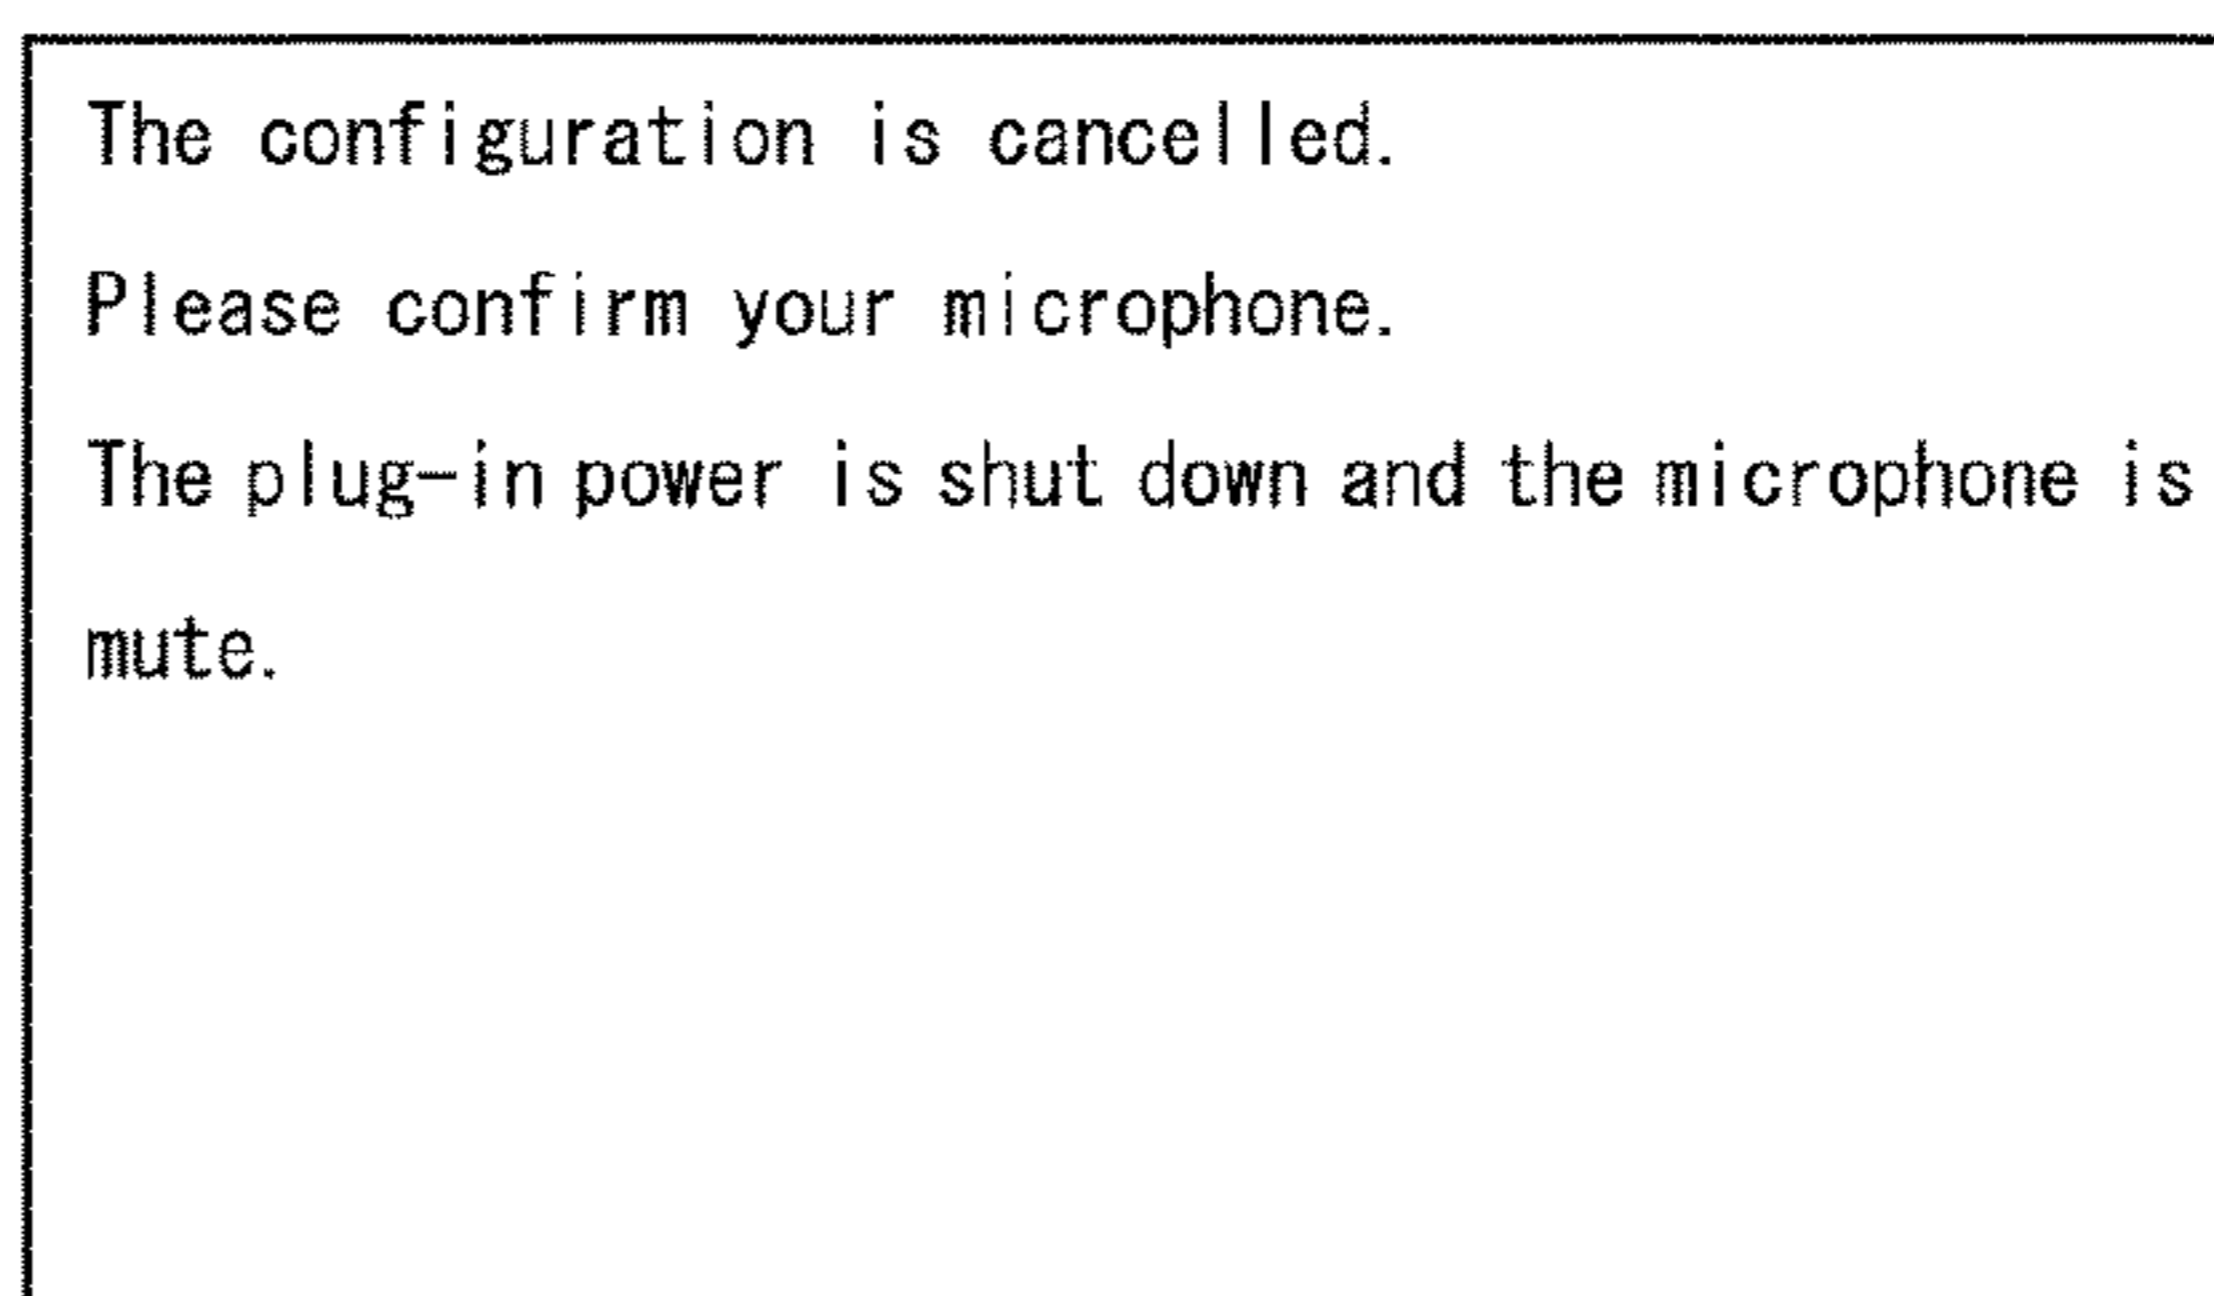 The configuration is cancelled.
Please confirm your microphone.
The plug-in power is shut down and the microphone is
mute.